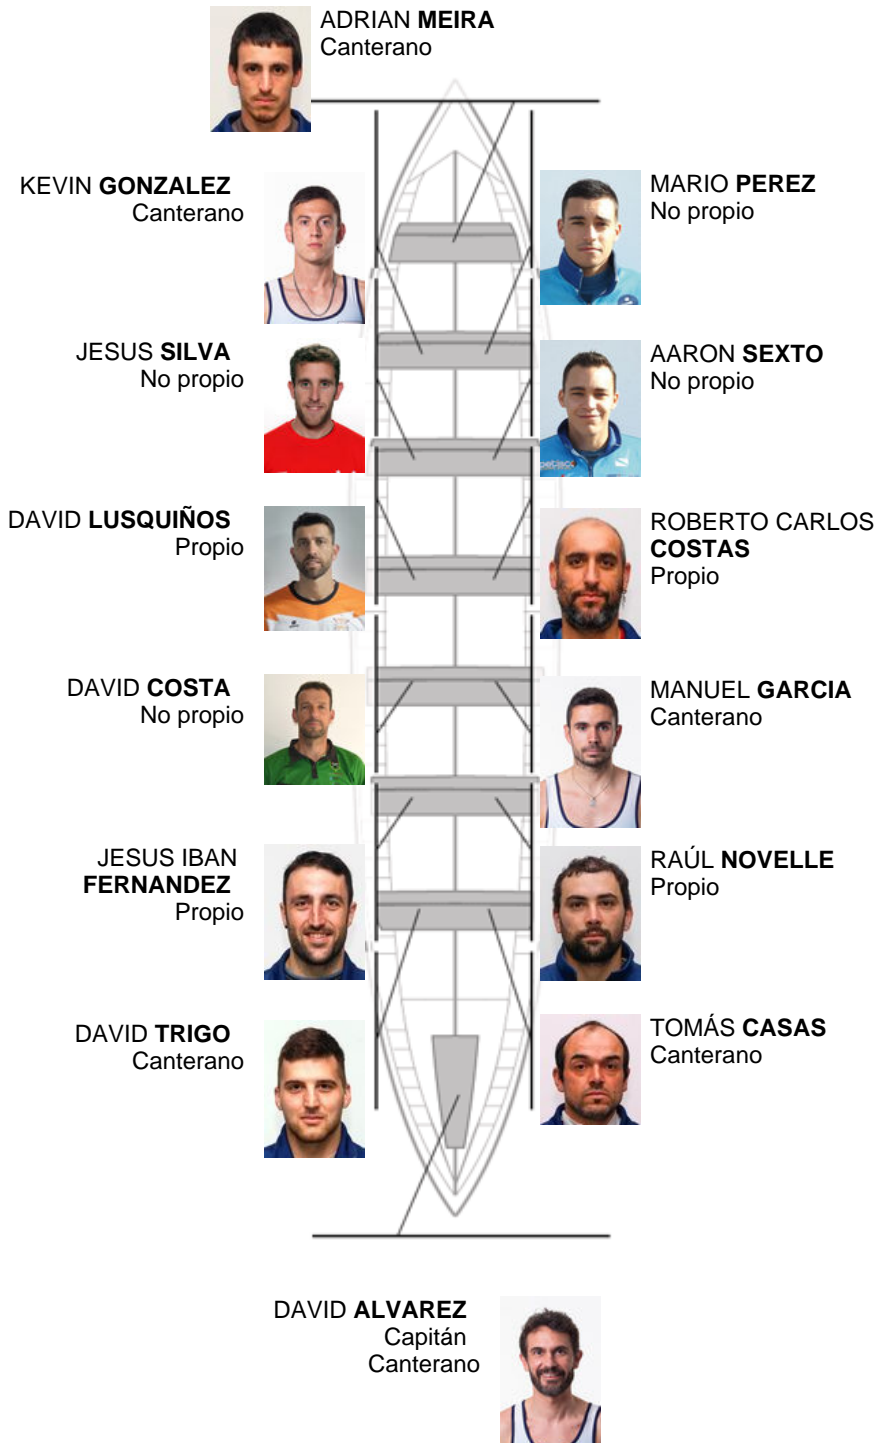 ADRIAN MEIRA
Canterano
KEVIN GONZALEZ
Canterano
MARIO PEREZ
No propio
JESUS SILVA
No propio
AARON SEXTO
No propio
DAVID LUSQUIÑOS
Propio
ROBERTO CARLOS
COSTAS
Propio
DAVID COSTA
No propio
MANUEL GARCIA
Canterano
JESUS IBAN
FERNANDEZ
Propio
RAÚL NOVELLE
Propio
DAVID TRIGO
Canterano
TOMÁS CASAS
Canterano
DAVID ALVAREZ
Capitán
Canterano